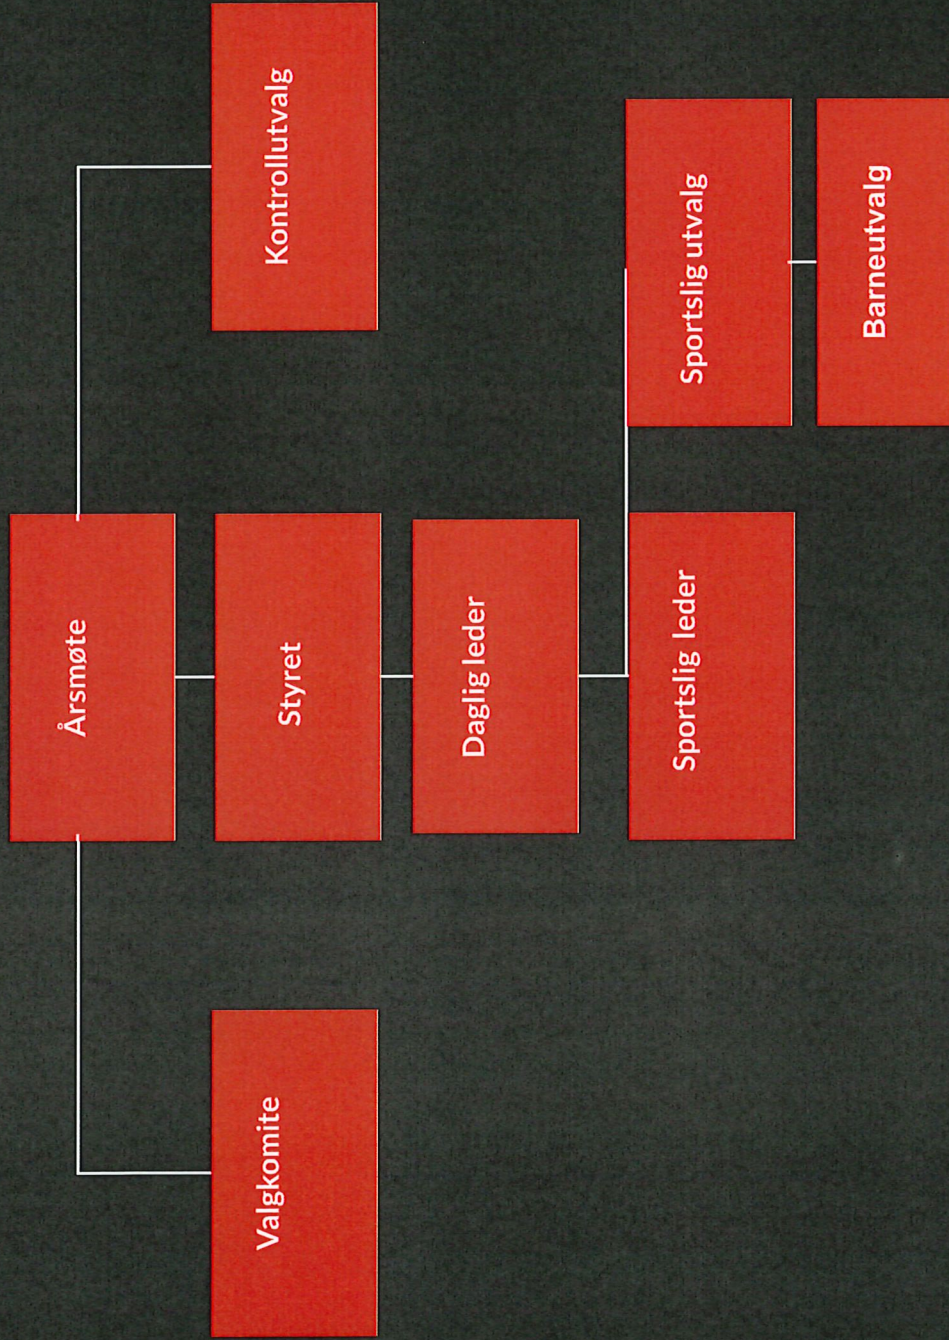 Årsmøte
Valgkomite
Styret
Kontrollutvalg
Daglig leder
Sportslig leder
Sportslig utvalg
Barneutvalg